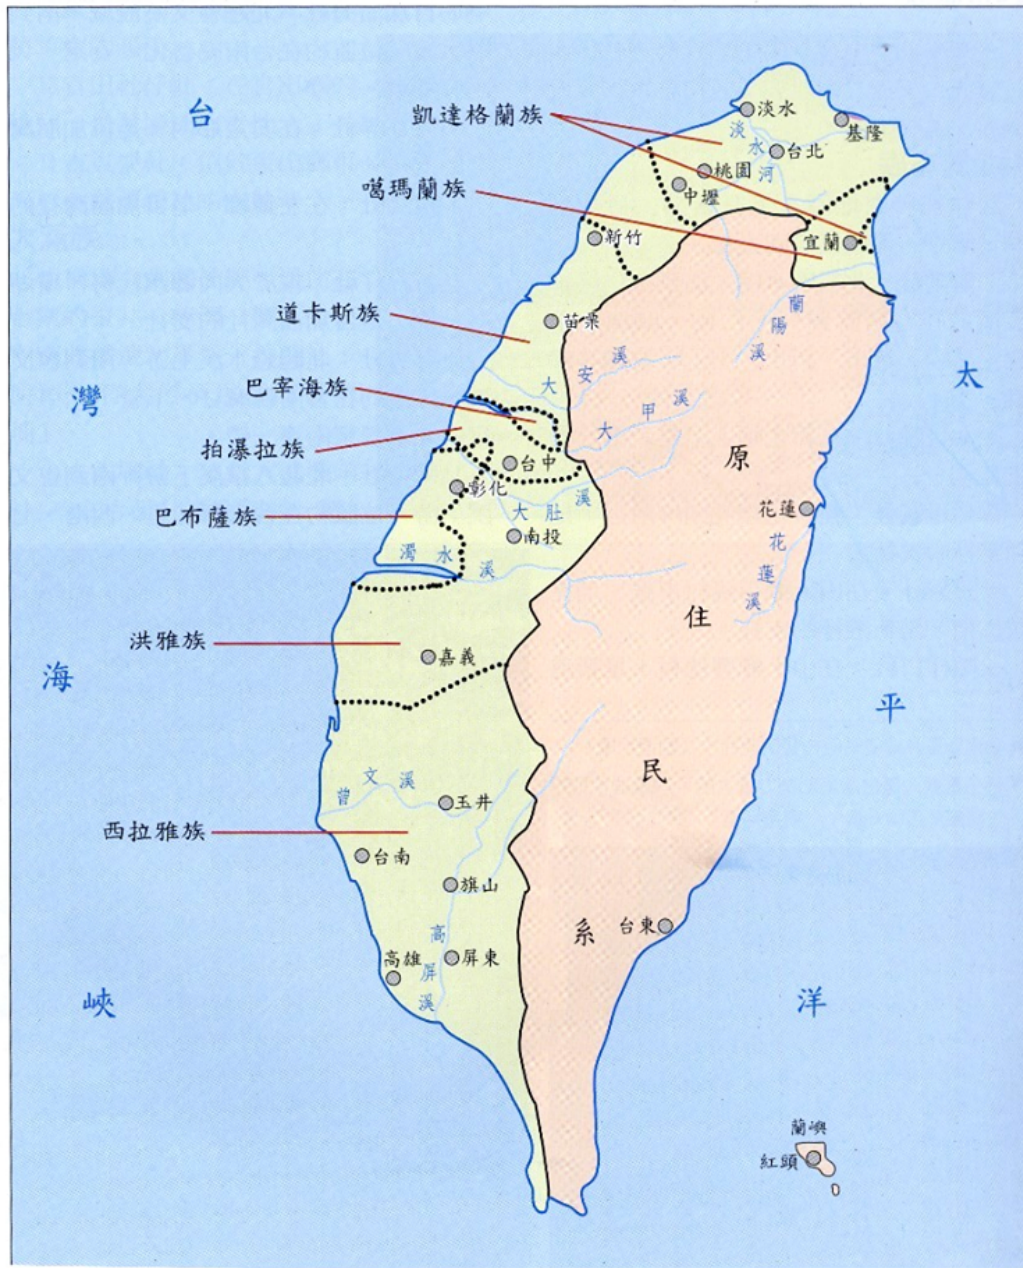 台
灣
海
峽
太
平
洋
凱達格蘭族
噶瑪蘭族
道卡斯族
巴宰海族
拍瀑拉族
巴布薩族
洪雅族
西拉雅族
淡水
基隆
淡水河
台北
桃園
中壢
新竹
宜蘭
蘭陽溪
苗栗
大安溪
大甲溪
台中
彰化
大肚溪
南投
濁水溪
花蓮
花蓮溪
嘉義
曾文溪
玉井
台南
旗山
高屏溪
屏東
高雄
台東
原
住
民
系
蘭嶼
紅頭